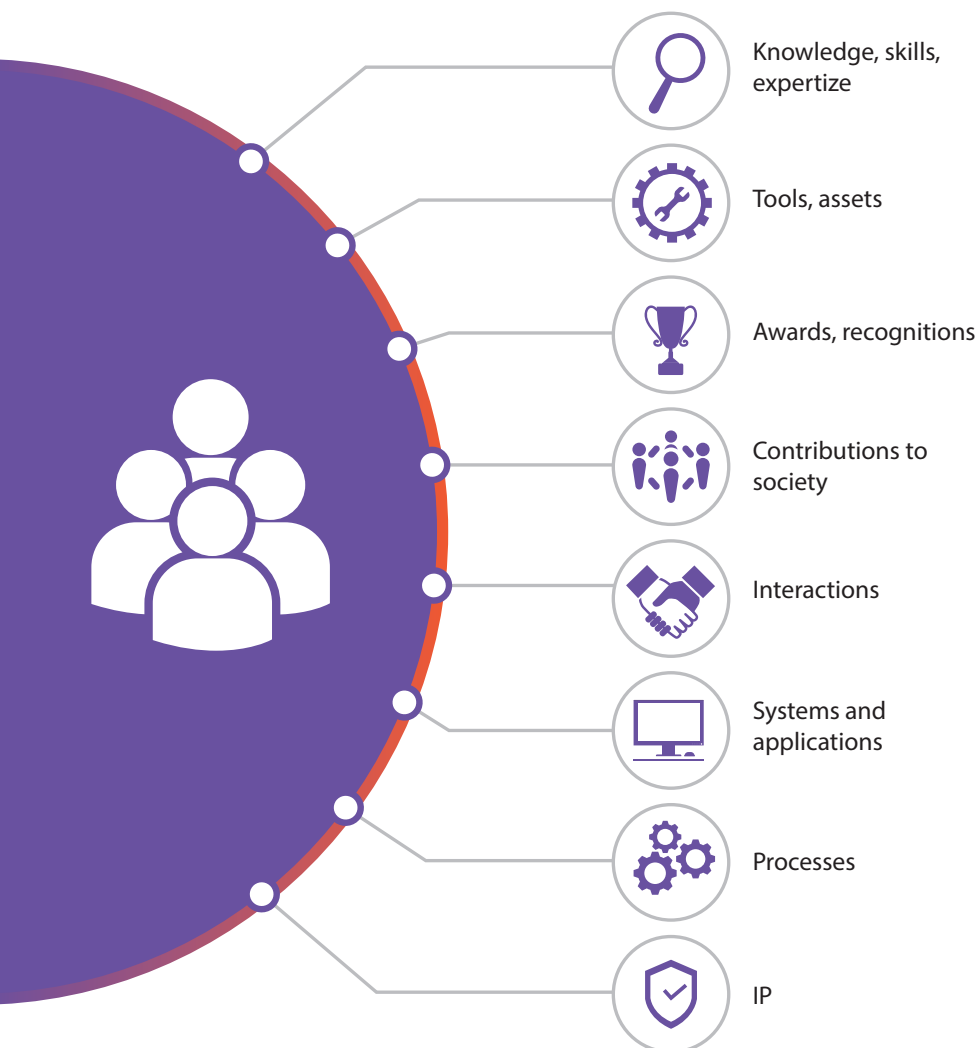 Knowledge, skills,
expertize
Tools, assets
Awards, recognitions
Contributions to
society
Interactions
Systems and
applications
Processes
IP